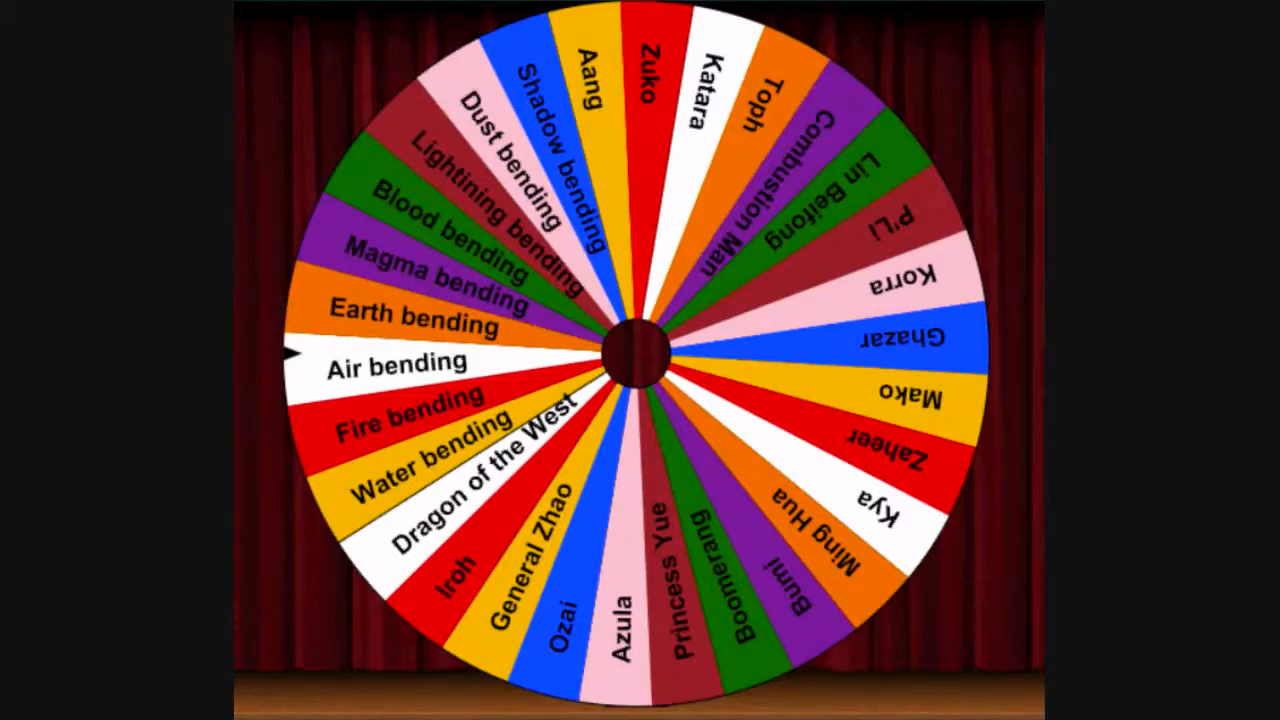 Zuko
Katara
Toph
Combustion Man
Lin Beifong
P'Li
Korra
Ghazar
Mako
Zaheer
Kya
Ming Hua
Bumi
Boomerang
Princess Yue
Azula
Ozai
General Zhao
Iroh
Dragon of the West
Water bending
Fire bending
Air bending
Earth bending
Magma bending
Blood bending
Lightining bending
Dust bending
Shadow bending
Aang